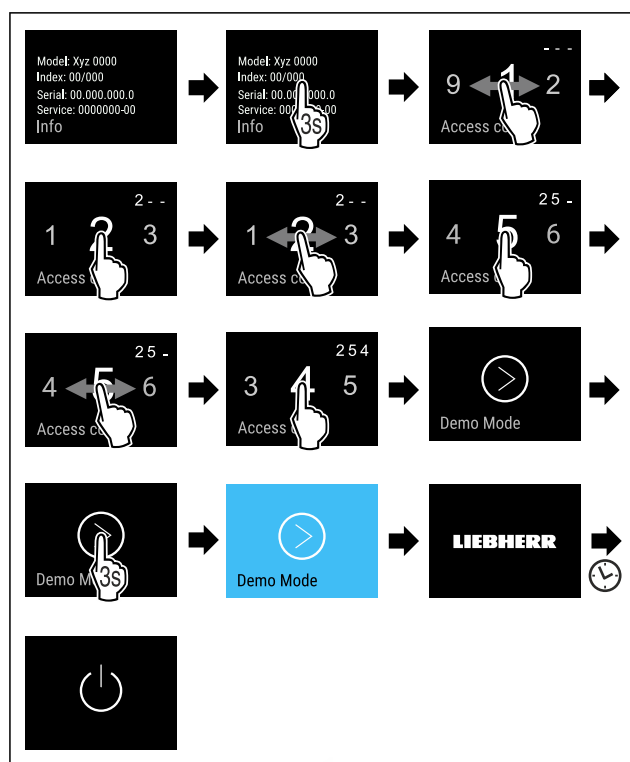 Model: Xyz 0000
Index: 00/000
Serial: 00.000.000.0
Service: 0000000-00
Info
Model: Xyz 0000
Index: 00/000
Serial: 00.000.000.0
Service: 00
-00
Info
3s
- - -
9
2
Access
2 - -
1 2 3
Access
2 - -
1 2 3
Access
2 5 -
4 5 6
Access
2 5 -
4 5 6
Access
2 5 4
3 4 5
Access
Demo Mode
3s
Demo
Demo Mode
LIEBHERR